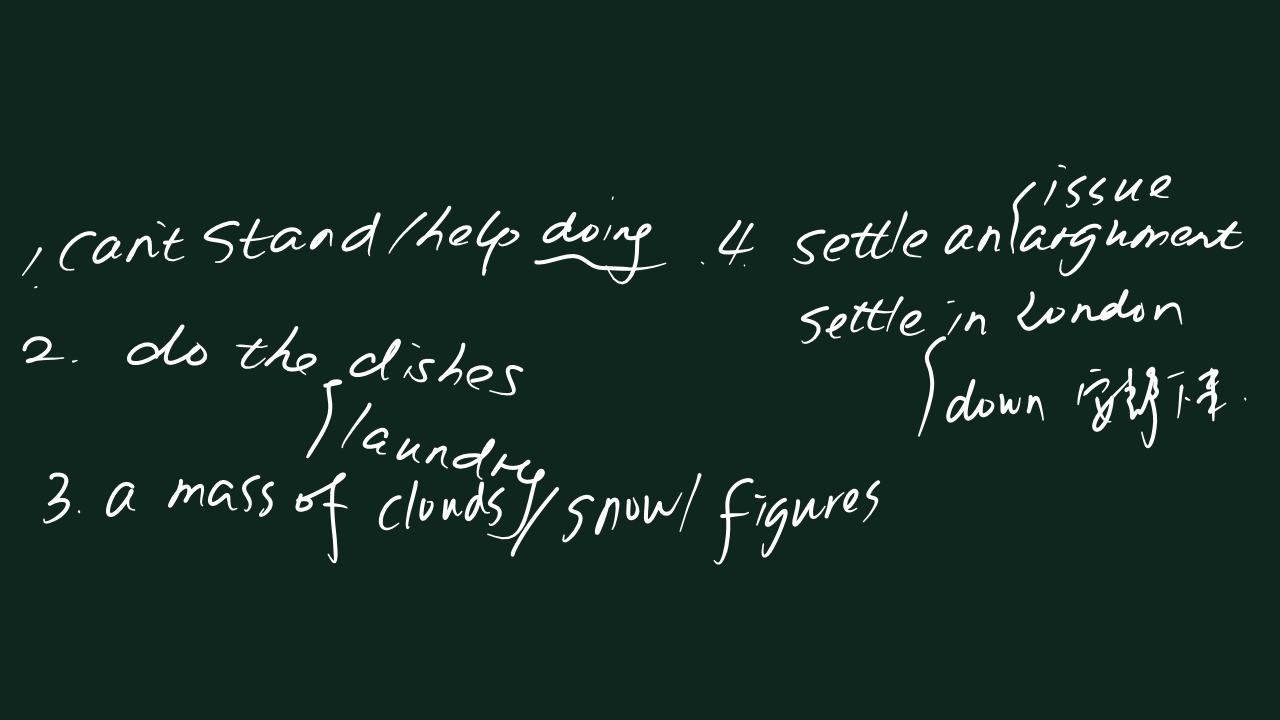 1, can't stand/help doing
2. do the dishes
laundry
3. a mass of clouds/snow/figures
4. settle an issue
argument
settle in London
down 安静下来.